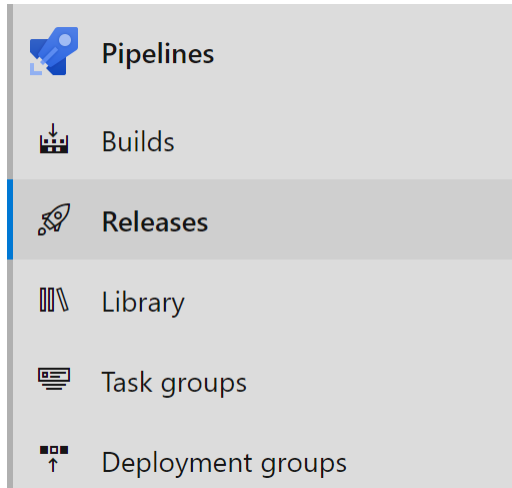 Pipelines
Builds
Releases
Library
Task groups
Deployment groups